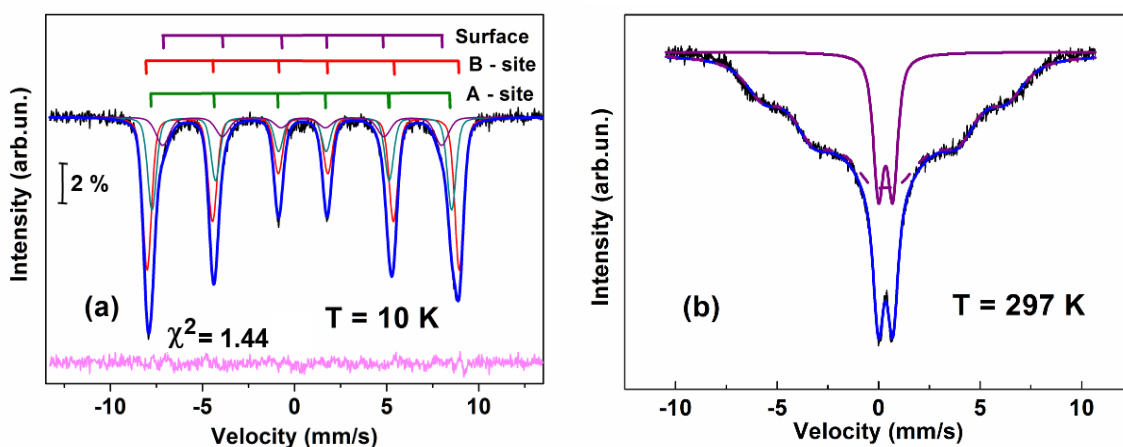 Surface
B - site
A - site
2 %
(a)
T = 10 K
χ² = 1.44
Intensity (arb.un.)
-10 -5 0 5 10
Velocity (mm/s)
(b)
T = 297 K
Intensity (arb.un.)
-10 -5 0 5 10
Velocity (mm/s)